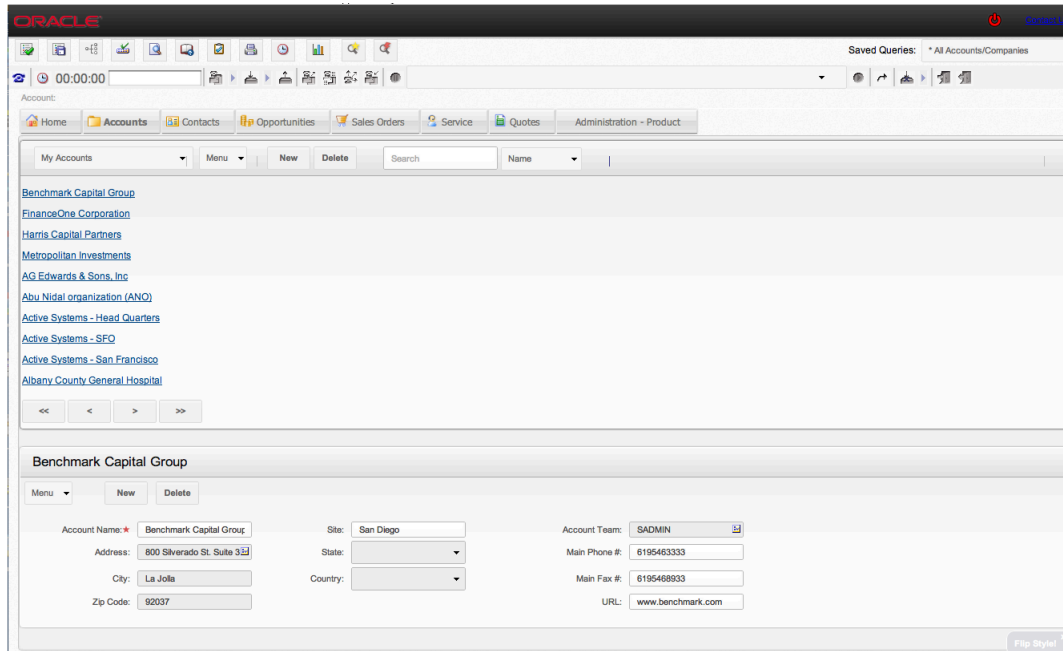 ORACLE
Saved Queries: * All Accounts/Companies
00:00:00
Account:
Home Accounts Contacts Opportunities Sales Orders Service Quotes Administration - Product
My Accounts Menu New Delete Search Name
Benchmark Capital Group
FinanceOne Corporation
Harris Capital Partners
Metropolitan Investments
AG Edwards & Sons, Inc
Abu Nidal organization (ANO)
Active Systems - Head Quarters
Active Systems - SFO
Active Systems - San Francisco
Albany County General Hospital
<< < > >>
Benchmark Capital Group
Menu New Delete
Account Name:★ Benchmark Capital Group Site: San Diego Account Team: SADMIN
Address: 800 Silverado St. Suite 3 State: Main Phone #: 6195463333
City: La Jolla Country: Main Fax #: 6195468933
Zip Code: 92037 URL: www.benchmark.com
Flip Style!